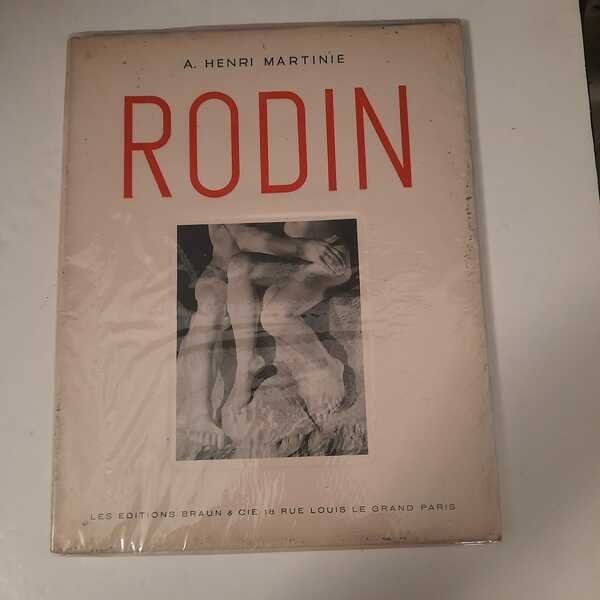 A. HENRI MARTINIE
RODIN
LES EDITIONS BRAUN & CIE, 18 RUE LOUIS LE GRAND PARIS